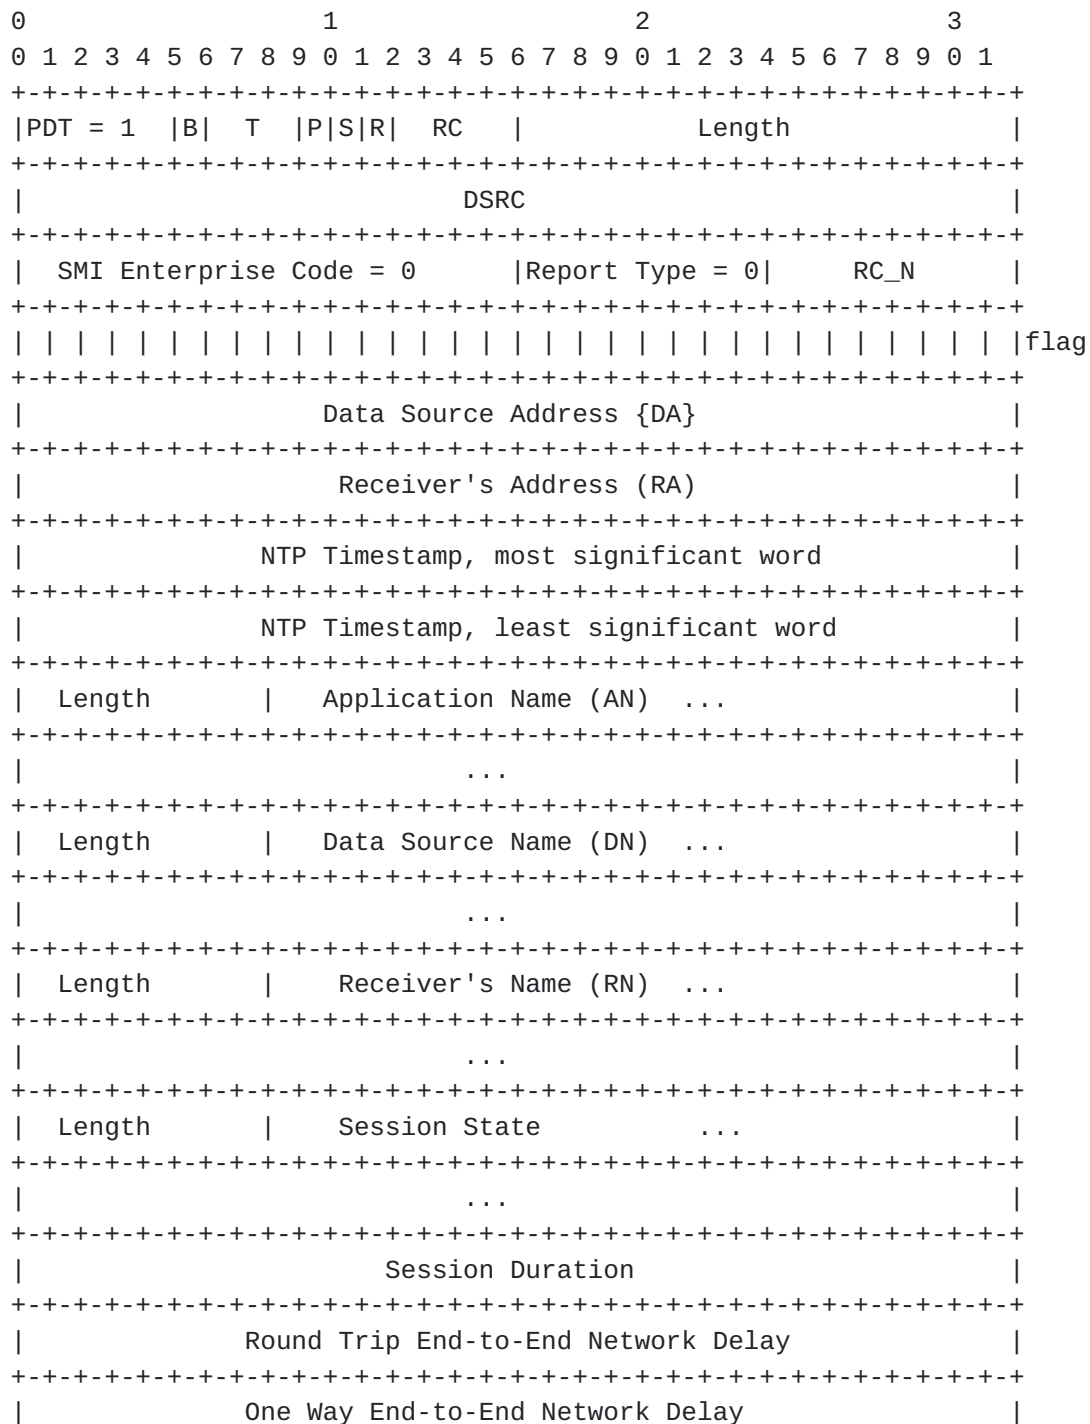 0                   1                   2                   3
0 1 2 3 4 5 6 7 8 9 0 1 2 3 4 5 6 7 8 9 0 1 2 3 4 5 6 7 8 9 0 1
+-+-+-+-+-+-+-+-+-+-+-+-+-+-+-+-+-+-+-+-+-+-+-+-+-+-+-+-+-+-+-+-+
|PDT = 1  |B|  T  |P|S|R|  RC   |           Length              |
+-+-+-+-+-+-+-+-+-+-+-+-+-+-+-+-+-+-+-+-+-+-+-+-+-+-+-+-+-+-+-+-+
|                            DSRC                               |
+-+-+-+-+-+-+-+-+-+-+-+-+-+-+-+-+-+-+-+-+-+-+-+-+-+-+-+-+-+-+-+-+
|  SMI Enterprise Code = 0      |Report Type = 0|     RC_N      |
+-+-+-+-+-+-+-+-+-+-+-+-+-+-+-+-+-+-+-+-+-+-+-+-+-+-+-+-+-+-+-+-+
| | | | | | | | | | | | | | | | | | | | | | | | | | | | | | | | |flag
+-+-+-+-+-+-+-+-+-+-+-+-+-+-+-+-+-+-+-+-+-+-+-+-+-+-+-+-+-+-+-+-+
|                   Data Source Address {DA}                    |
+-+-+-+-+-+-+-+-+-+-+-+-+-+-+-+-+-+-+-+-+-+-+-+-+-+-+-+-+-+-+-+-+
|                    Receiver's Address (RA)                    |
+-+-+-+-+-+-+-+-+-+-+-+-+-+-+-+-+-+-+-+-+-+-+-+-+-+-+-+-+-+-+-+-+
|               NTP Timestamp, most significant word            |
+-+-+-+-+-+-+-+-+-+-+-+-+-+-+-+-+-+-+-+-+-+-+-+-+-+-+-+-+-+-+-+-+
|               NTP Timestamp, least significant word           |
+-+-+-+-+-+-+-+-+-+-+-+-+-+-+-+-+-+-+-+-+-+-+-+-+-+-+-+-+-+-+-+-+
|  Length       |   Application Name (AN)  ...                  |
+-+-+-+-+-+-+-+-+-+-+-+-+-+-+-+-+-+-+-+-+-+-+-+-+-+-+-+-+-+-+-+-+
|                            ...                                |
+-+-+-+-+-+-+-+-+-+-+-+-+-+-+-+-+-+-+-+-+-+-+-+-+-+-+-+-+-+-+-+-+
|  Length       |   Data Source Name (DN)  ...                  |
+-+-+-+-+-+-+-+-+-+-+-+-+-+-+-+-+-+-+-+-+-+-+-+-+-+-+-+-+-+-+-+-+
|                            ...                                |
+-+-+-+-+-+-+-+-+-+-+-+-+-+-+-+-+-+-+-+-+-+-+-+-+-+-+-+-+-+-+-+-+
|  Length       |    Receiver's Name (RN)  ...                  |
+-+-+-+-+-+-+-+-+-+-+-+-+-+-+-+-+-+-+-+-+-+-+-+-+-+-+-+-+-+-+-+-+
|                            ...                                |
+-+-+-+-+-+-+-+-+-+-+-+-+-+-+-+-+-+-+-+-+-+-+-+-+-+-+-+-+-+-+-+-+
|  Length       |    Session State          ...                 |
+-+-+-+-+-+-+-+-+-+-+-+-+-+-+-+-+-+-+-+-+-+-+-+-+-+-+-+-+-+-+-+-+
|                            ...                                |
+-+-+-+-+-+-+-+-+-+-+-+-+-+-+-+-+-+-+-+-+-+-+-+-+-+-+-+-+-+-+-+-+
|                       Session Duration                        |
+-+-+-+-+-+-+-+-+-+-+-+-+-+-+-+-+-+-+-+-+-+-+-+-+-+-+-+-+-+-+-+-+
|              Round Trip End-to-End Network Delay              |
+-+-+-+-+-+-+-+-+-+-+-+-+-+-+-+-+-+-+-+-+-+-+-+-+-+-+-+-+-+-+-+-+
|              One Way End-to-End Network Delay                 |